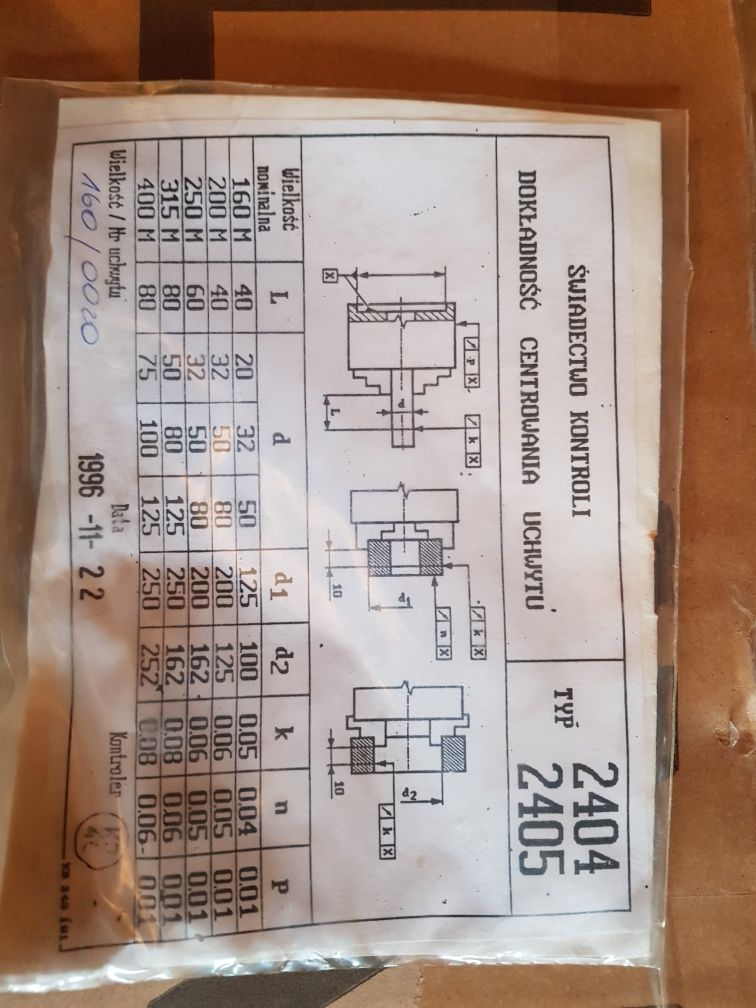 ŚWIADECTWO KONTROLI
DOKŁADNOŚĆ CENTROWANIA UCHWYTU
TYP 2404
2405
X
p X
k X
L
d
k X
n X
10
d1
k X
10
d2
Wielkość nominalna L d d1 d2 k n p
160 M 40 20 32 50 125 100 0.05 0.04 0.01
200 M 40 32 50 80 200 125 0.06 0.05 0.01
250 M 60 32 50 80 200 162 0.06 0.05 0.01
315 M 80 50 80 125 250 162 0.08 0.06 0.01
400 M 80 75 100 125 250 252 0.08 0.06 0.01
Wielkość / Nr uchwytu Data Kontroler
160/0020 1996 -11- 22